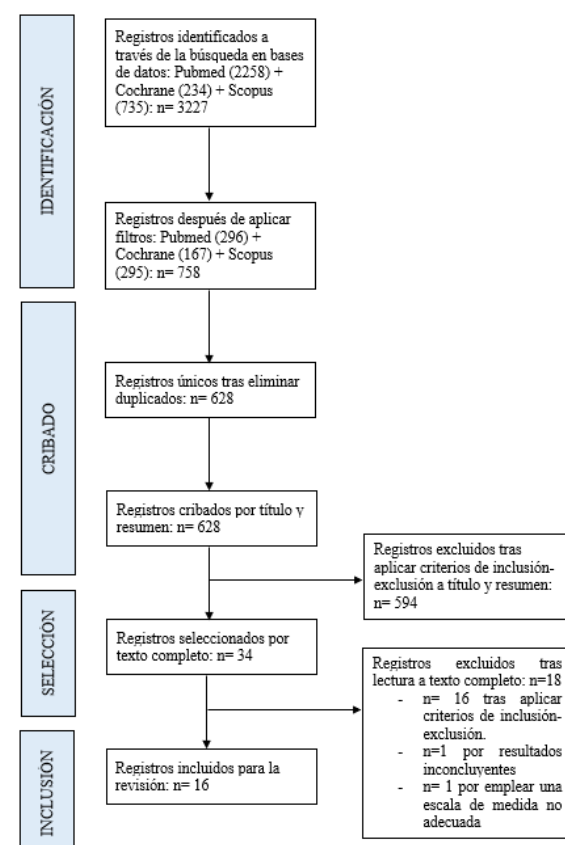 IDENTIFICACIÓN
Registros identificados a
través de la búsqueda en bases
de datos: Pubmed (2258) +
Cochrane (234) + Scopus
(735): n= 3227
Registros después de aplicar
filtros: Pubmed (296) +
Cochrane (167) + Scopus
(295): n= 758
CRIBADO
Registros únicos tras eliminar
duplicados: n= 628
Registros cribados por título y
resumen: n= 628
Registros excluidos tras
aplicar criterios de inclusión-
exclusión a título y resumen:
n= 594
SELECCIÓN
Registros seleccionados por
texto completo: n= 34
Registros excluidos tras
lectura a texto completo: n=18
- n= 16 tras aplicar
criterios de inclusión-
exclusión.
- n=1 por resultados
inconcluyentes
- n= 1 por emplear una
escala de medida no
adecuada
INCLUSIÓN
Registros incluidos para la
revisión: n= 16